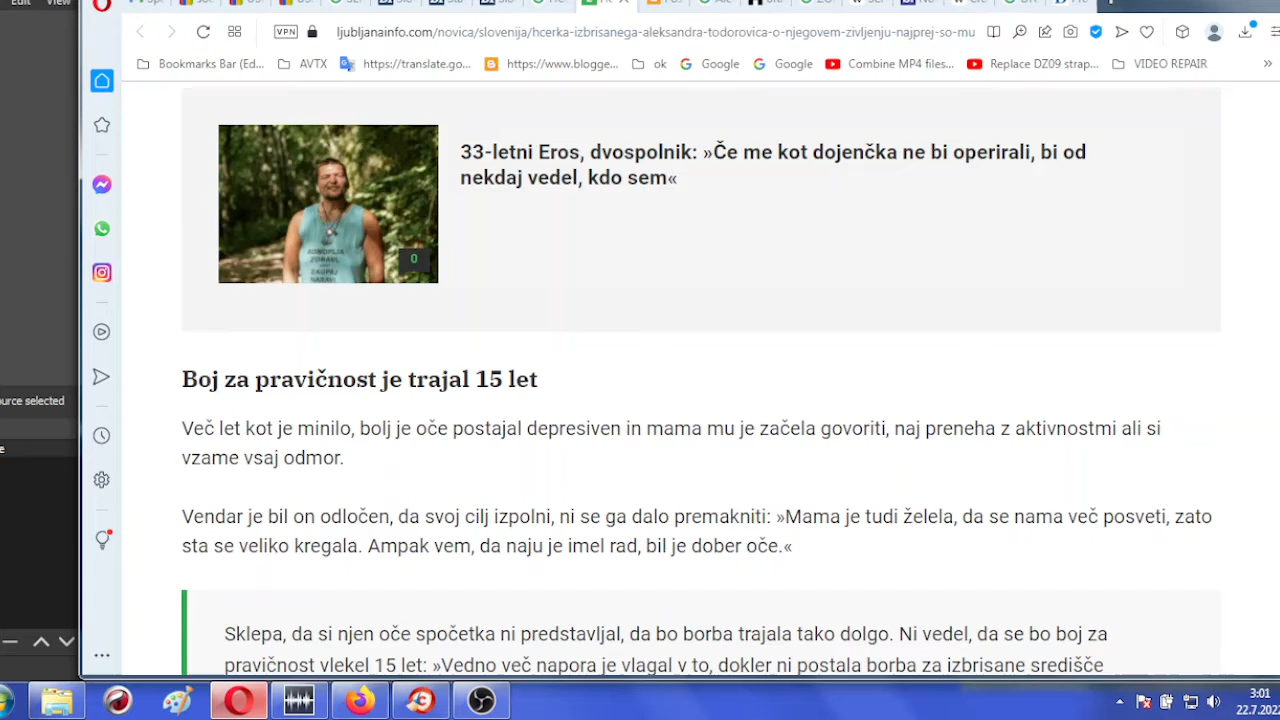 Edit View
VPN ljubljanainfo.com/novica/slovenija/hcerka-izbrisanega-aleksandra-todorovica-o-njegovem-zivljenju-najprej-so-mu
Bookmarks Bar (Ed... AVTX https://translate.go... https://www.blogge... ok Google Google Combine MP4 files... Replace DZ09 strap... VIDEO REPAIR »
33-letni Eros, dvospolnik: »Če me kot dojenčka ne bi operirali, bi od
nekdaj vedel, kdo sem«
KONOPLJA
ZDRAVI,
ZAUPAJ
NARAVI
0
Boj za pravičnost je trajal 15 let
Več let kot je minilo, bolj je oče postajal depresiven in mama mu je začela govoriti, naj preneha z aktivnostmi ali si
vzame vsaj odmor.
Vendar je bil on odločen, da svoj cilj izpolni, ni se ga dalo premakniti: »Mama je tudi želela, da se nama več posveti, zato
sta se veliko kregala. Ampak vem, da naju je imel rad, bil je dober oče.«
Sklepa, da si njen oče spočetka ni predstavljal, da bo borba trajala tako dolgo. Ni vedel, da se bo boj za
pravičnost vlekel 15 let: »Vedno več napora je vlagal v to, dokler ni postala borba za izbrisane središče
ource selected
3:01
22.7.202